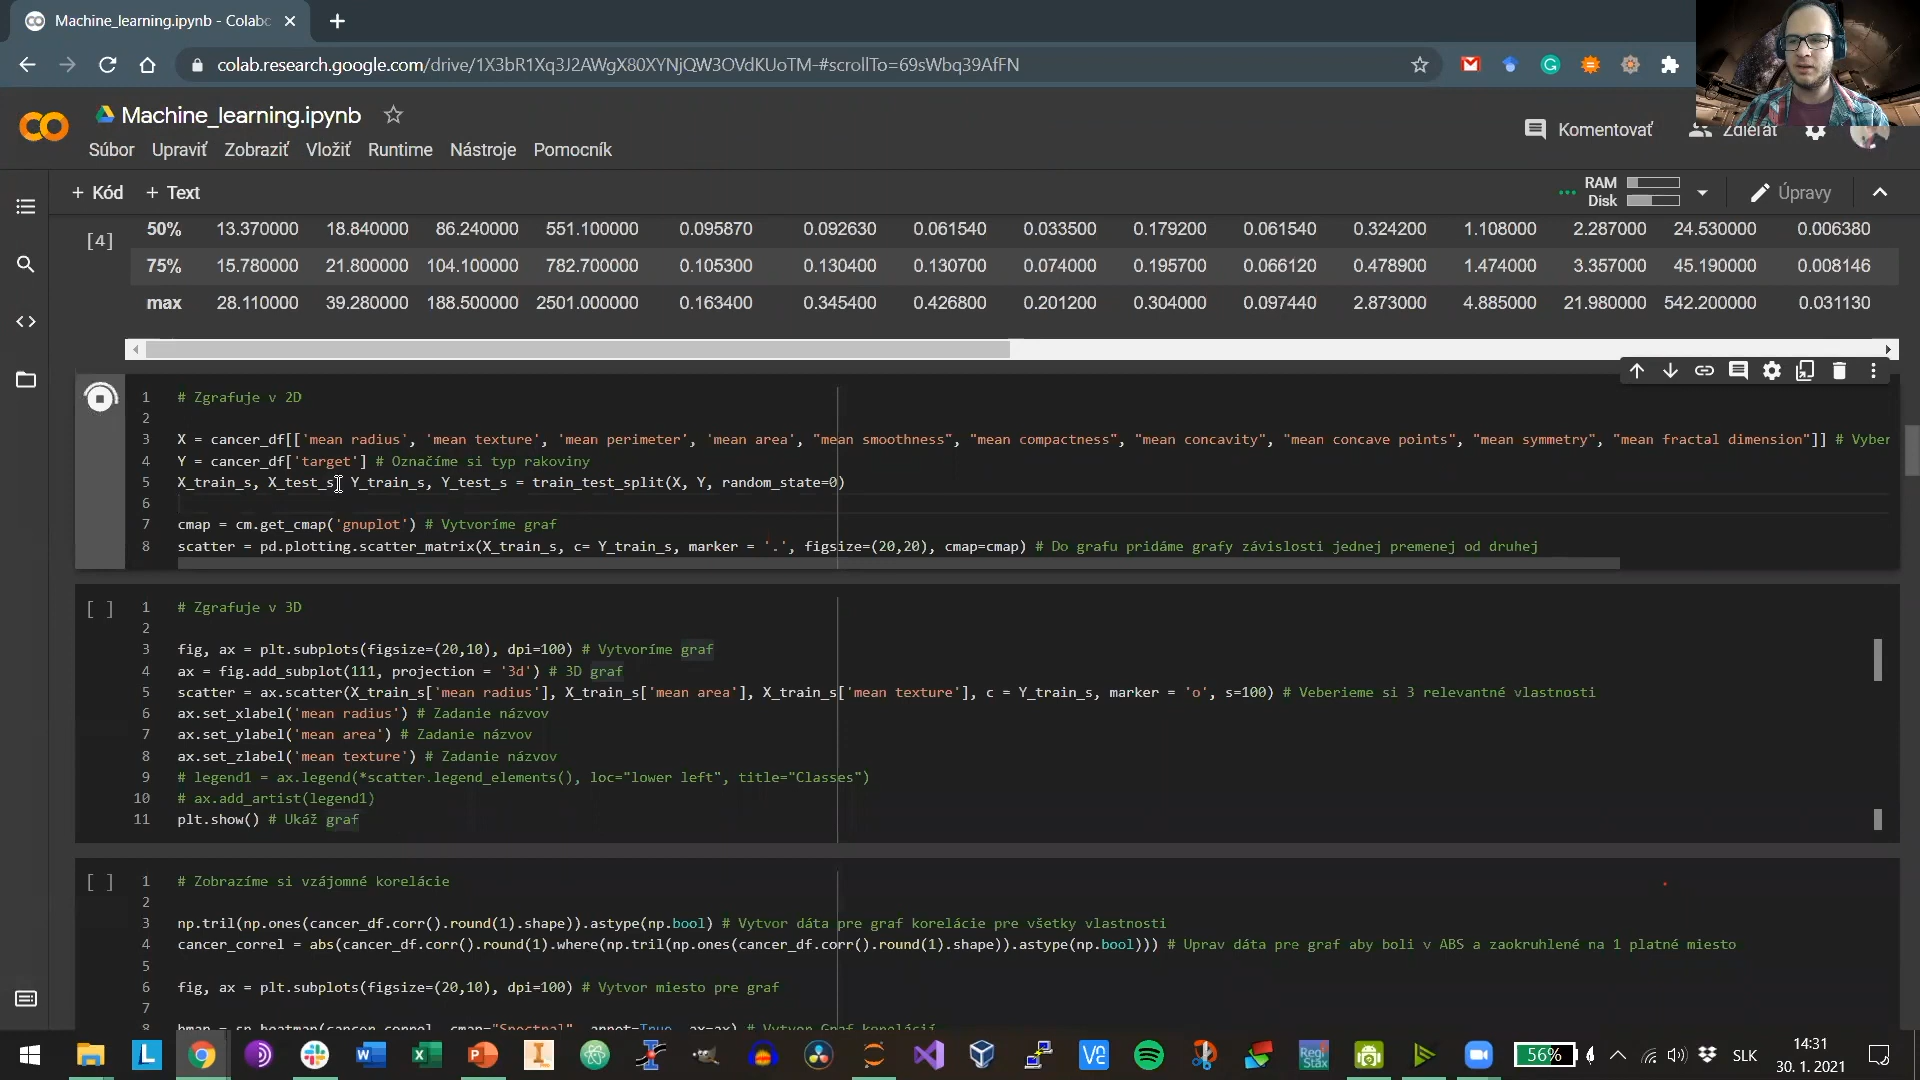 Machine_learning.ipynb - Colabc
colab.research.google.com/drive/1X3bR1Xq3J2AWgX80XYNjQW3OVdKUoTM-#scrollTo=69sWbq39AfFN
Machine_learning.ipynb
Komentovať
Zdieľať
Súbor Upraviť Zobraziť Vložiť Runtime Nástroje Pomocník
+ Kód + Text
RAM
Disk
Úpravy
[4]
50% 13.370000 18.840000 86.240000 551.100000 0.095870 0.092630 0.061540 0.033500 0.179200 0.061540 0.324200 1.108000 2.287000 24.530000 0.006380
75% 15.780000 21.800000 104.100000 782.700000 0.105300 0.130400 0.130700 0.074000 0.195700 0.066120 0.478900 1.474000 3.357000 45.190000 0.008146
max 28.110000 39.280000 188.500000 2501.000000 0.163400 0.345400 0.426800 0.201200 0.304000 0.097440 2.873000 4.885000 21.980000 542.200000 0.031130
1 # Zgrafuje v 2D
2
3 X = cancer_df[['mean radius', 'mean texture', 'mean perimeter', 'mean area', "mean smoothness", "mean compactness", "mean concavity", "mean concave points", "mean symmetry", "mean fractal dimension"]] # Vyber
4 Y = cancer_df['target'] # Označíme si typ rakoviny
5 X_train_s, X_test_s, Y_train_s, Y_test_s = train_test_split(X, Y, random_state=0)
6
7 cmap = cm.get_cmap('gnuplot') # Vytvoríme graf
8 scatter = pd.plotting.scatter_matrix(X_train_s, c= Y_train_s, marker = '.', figsize=(20,20), cmap=cmap) # Do grafu pridáme grafy závislosti jednej premenej od druhej
[ ] 1 # Zgrafuje v 3D
2
3 fig, ax = plt.subplots(figsize=(20,10), dpi=100) # Vytvoríme graf
4 ax = fig.add_subplot(111, projection = '3d') # 3D graf
5 scatter = ax.scatter(X_train_s['mean radius'], X_train_s['mean area'], X_train_s['mean texture'], c = Y_train_s, marker = 'o', s=100) # Veberieme si 3 relevantné vlastnosti
6 ax.set_xlabel('mean radius') # Zadanie názvov
7 ax.set_ylabel('mean area') # Zadanie názvov
8 ax.set_zlabel('mean texture') # Zadanie názvov
9 # legend1 = ax.legend(*scatter.legend_elements(), loc="lower left", title="Classes")
10 # ax.add_artist(legend1)
11 plt.show() # Ukáž graf
[ ] 1 # Zobrazíme si vzájomné korelácie
2
3 np.tril(np.ones(cancer_df.corr().round(1).shape)).astype(np.bool) # Vytvor dáta pre graf korelácie pre všetky vlastnosti
4 cancer_correl = abs(cancer_df.corr().round(1).where(np.tril(np.ones(cancer_df.corr().round(1).shape)).astype(np.bool))) # Uprav dáta pre graf aby boli v ABS a zaokruhlené na 1 platné miesto
5
6 fig, ax = plt.subplots(figsize=(20,10), dpi=100) # Vytvor miesto pre graf
7
8 hmap = sn.heatmap(cancer_correl, cmap="Spectral", annot=True, ax=ax) # Vytvor Graf korelácií
56%
SLK
14:31
30. 1. 2021